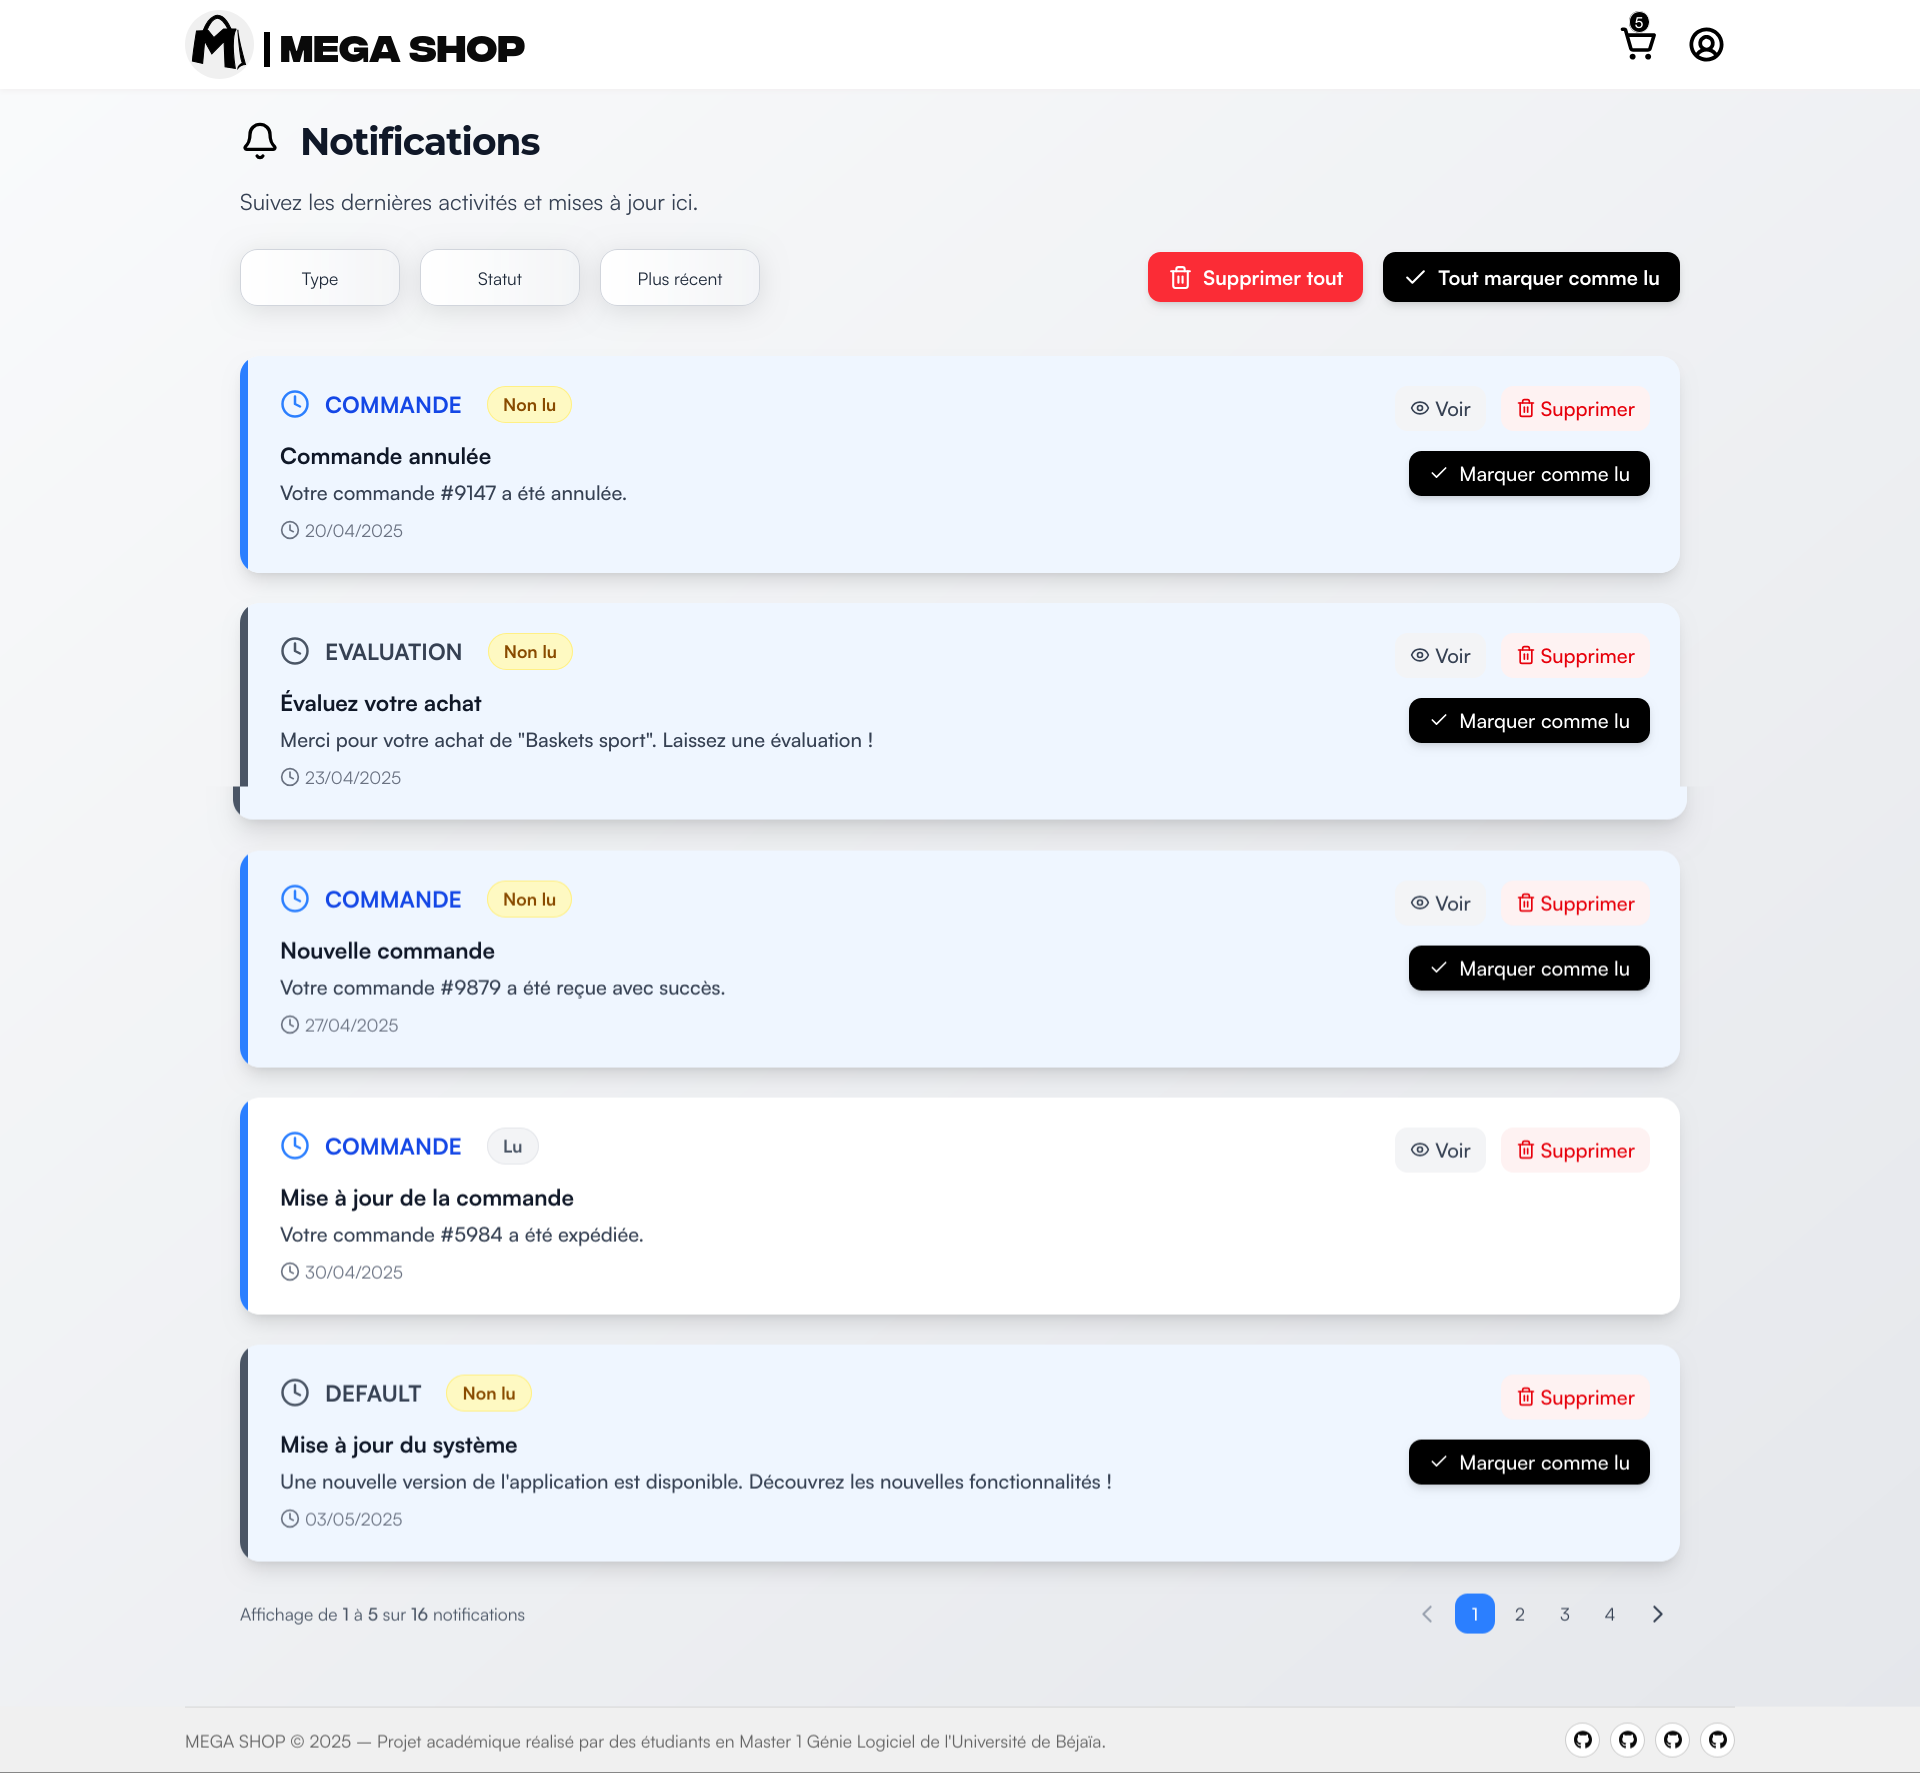 MEGA SHOP
5
Notifications
Suivez les dernières activités et mises à jour ici.
Type
Statut
Plus récent
Supprimer tout
Tout marquer comme lu
COMMANDE
Non lu
Voir
Supprimer
Commande annulée
Marquer comme lu
Votre commande #9147 a été annulée.
20/04/2025
EVALUATION
Non lu
Voir
Supprimer
Évaluez votre achat
Marquer comme lu
Merci pour votre achat de "Baskets sport". Laissez une évaluation !
23/04/2025
COMMANDE
Non lu
Voir
Supprimer
Nouvelle commande
Marquer comme lu
Votre commande #9879 a été reçue avec succès.
27/04/2025
COMMANDE
Lu
Voir
Supprimer
Mise à jour de la commande
Votre commande #5984 a été expédiée.
30/04/2025
DEFAULT
Non lu
Supprimer
Mise à jour du système
Marquer comme lu
Une nouvelle version de l'application est disponible. Découvrez les nouvelles fonctionnalités !
03/05/2025
Affichage de 1 à 5 sur 16 notifications
1 2 3 4
MEGA SHOP © 2025 — Projet académique réalisé par des étudiants en Master 1 Génie Logiciel de l'Université de Béjaïa.